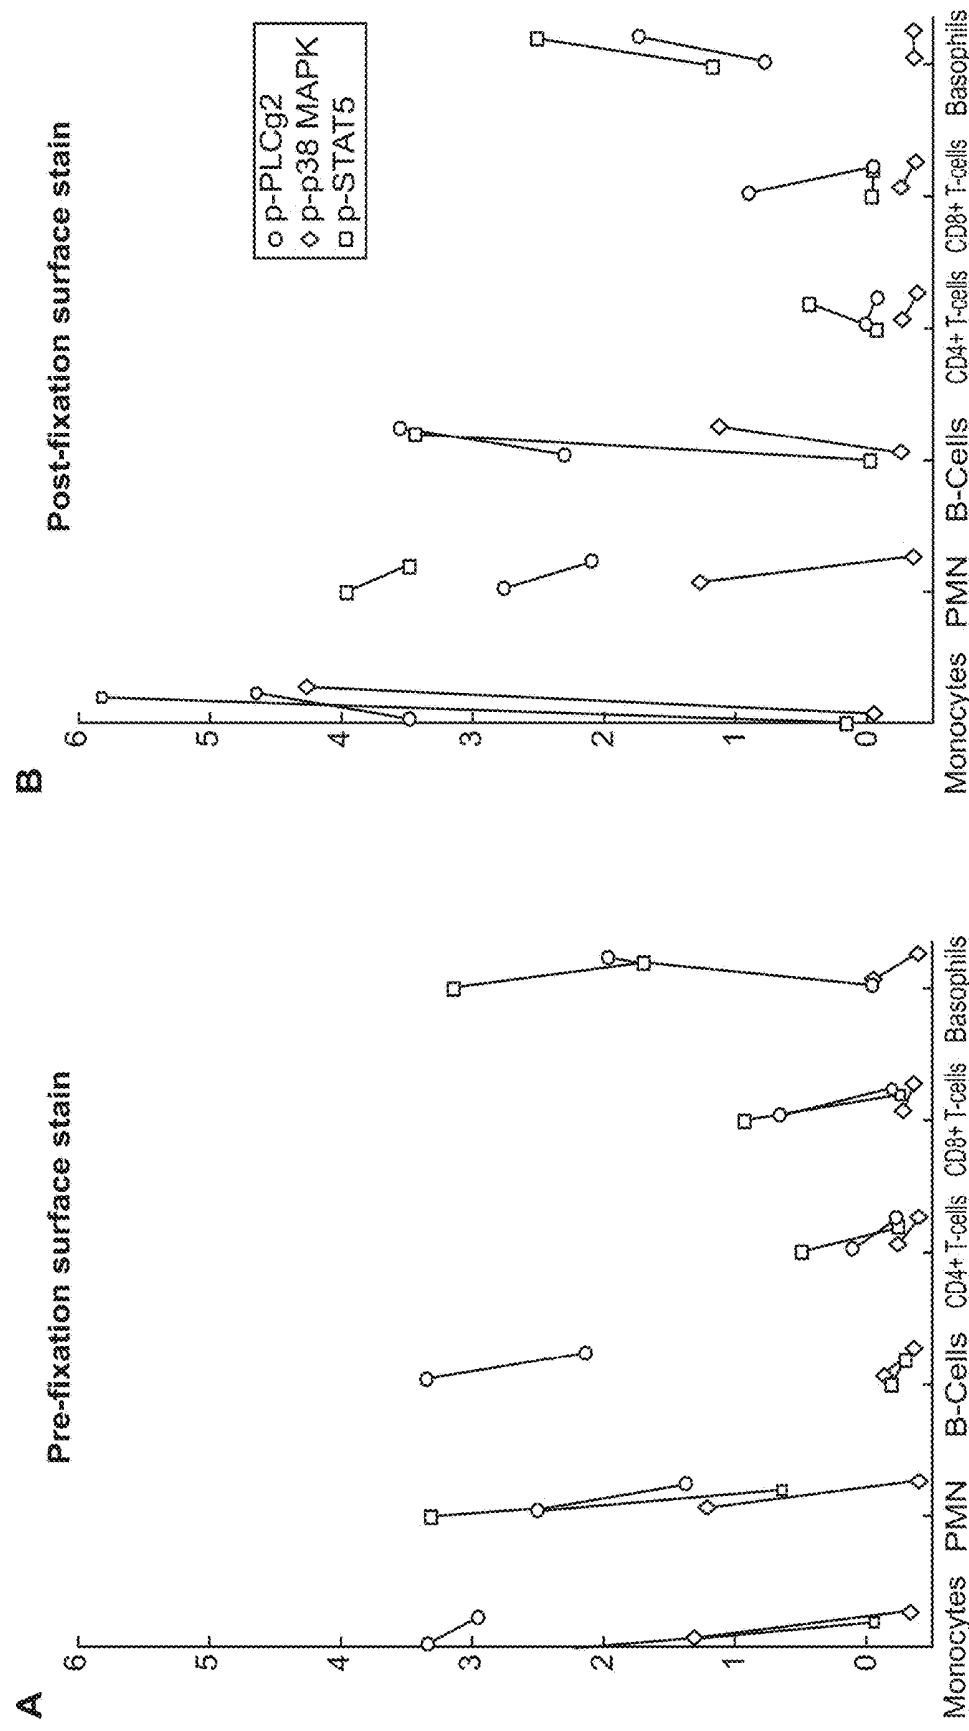 A
Pre-fixation surface stain
6
5
4
3
2
1
0
Monocytes PMN B-Cells CD4+ T-cells CD8+ T-cells Basophils
B
Post-fixation surface stain
p-PLCg2
p-p38 MAPK
p-STAT5
6
5
4
3
2
1
0
Monocytes PMN B-Cells CD4+ T-cells CD8+ T-cells Basophils